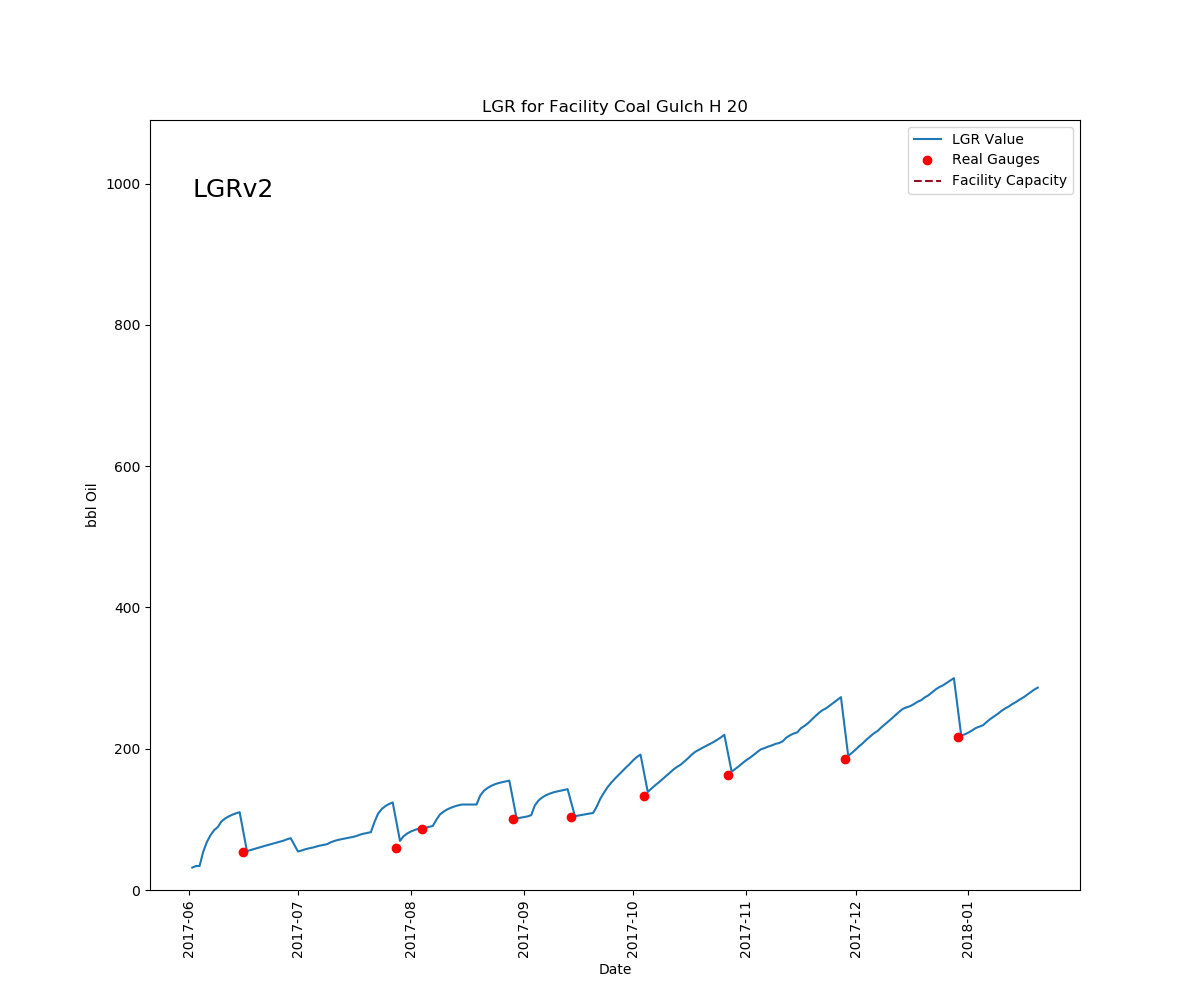 LGR for Facility Coal Gulch H 20
LGRv2
LGR Value
Real Gauges
Facility Capacity
bbl Oil
1000
800
600
400
200
0
2017-06
2017-07
2017-08
2017-09
2017-10
2017-11
2017-12
2018-01
Date